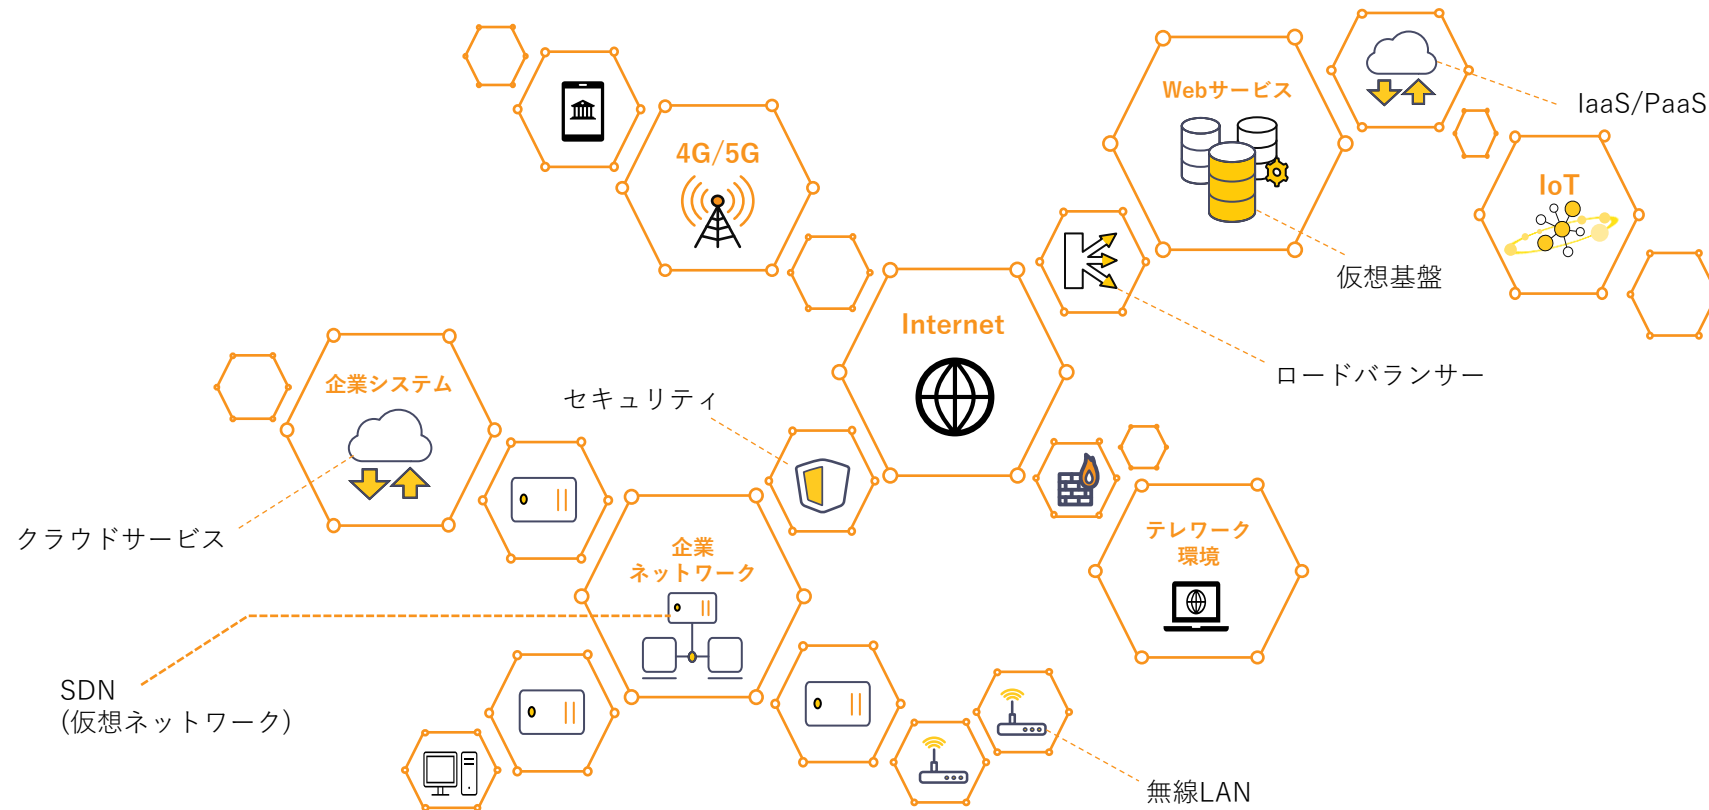 Webサービス
IaaS/PaaS
4G/5G
IoT
仮想基盤
Internet
ロードバランサー
企業システム
セキュリティ
クラウドサービス
企業
ネットワーク
テレワーク
環境
SDN
(仮想ネットワーク)
無線LAN